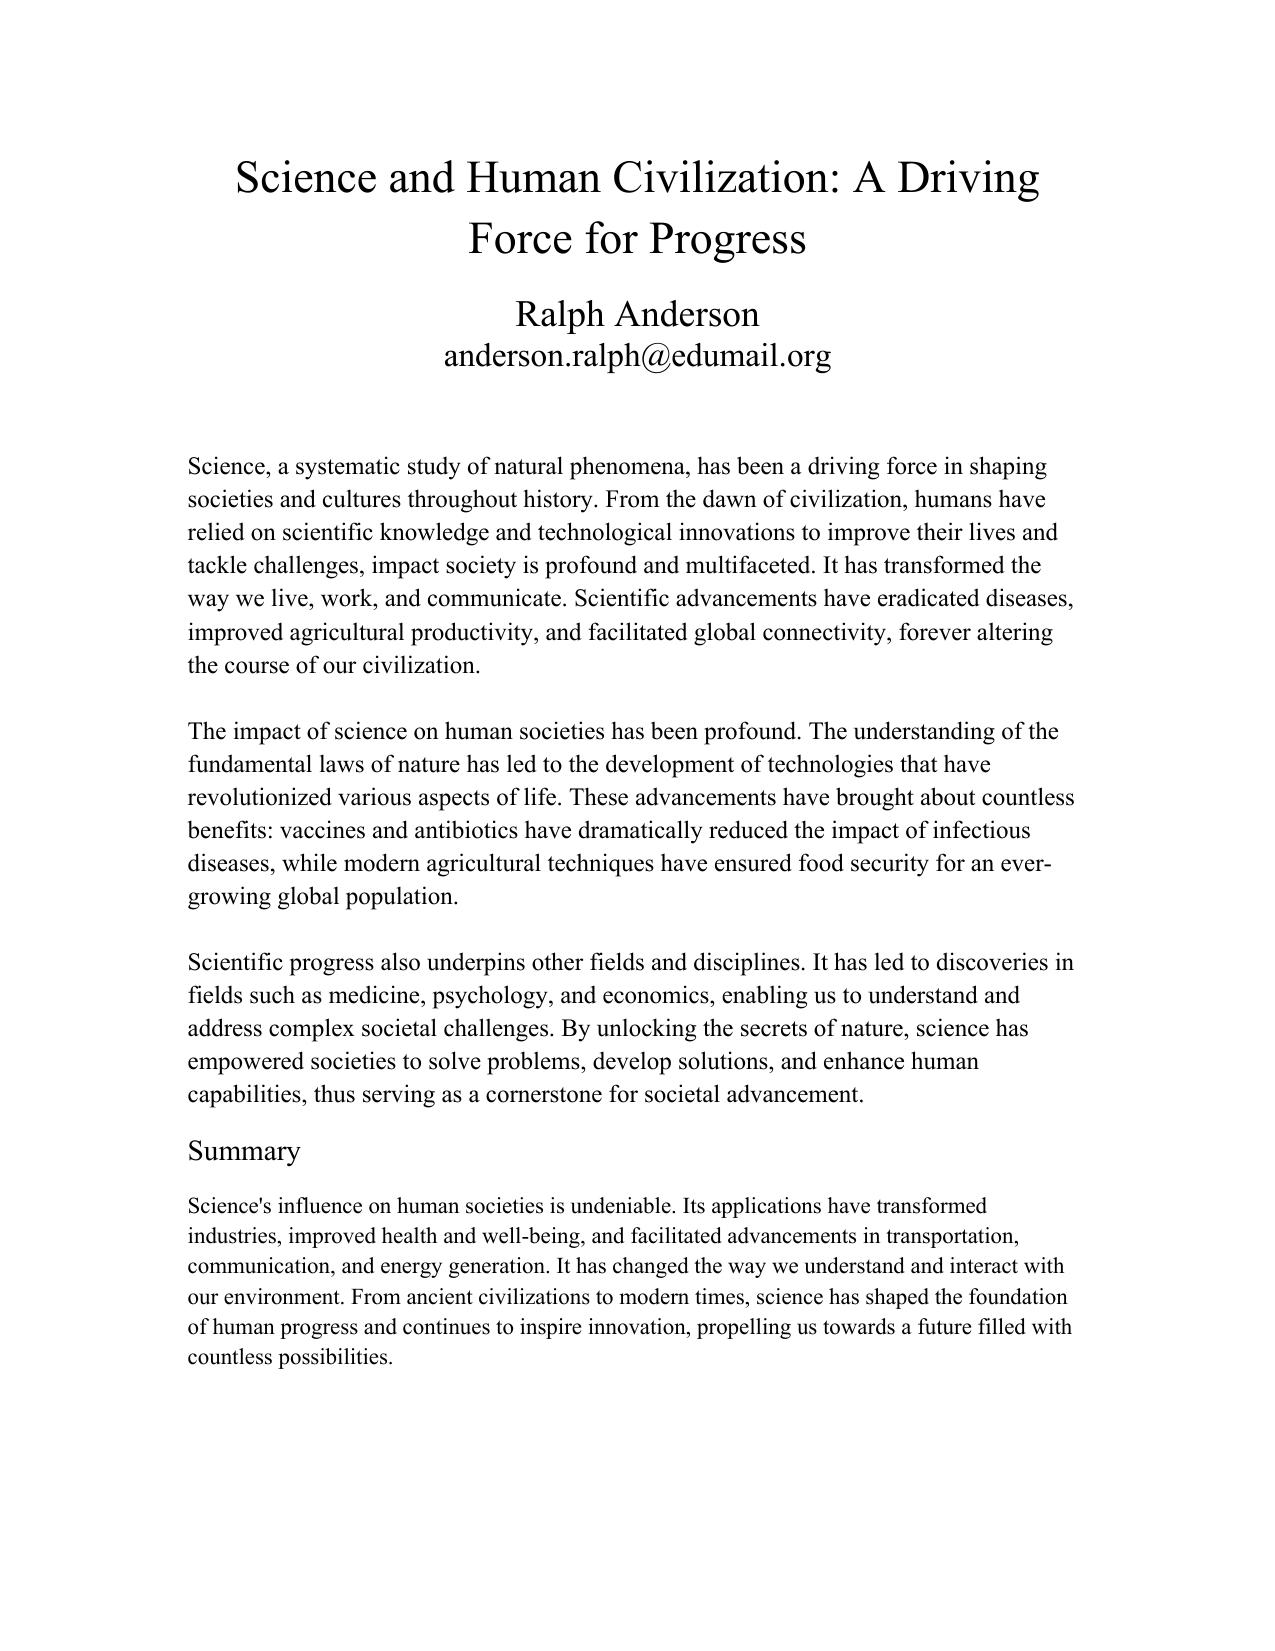 Science and Human Civilization: A Driving
Force for Progress
Ralph Anderson
anderson.ralph@edumail.org
Science, a systematic study of natural phenomena, has been a driving force in shaping
societies and cultures throughout history. From the dawn of civilization, humans have
relied on scientific knowledge and technological innovations to improve their lives and
tackle challenges, impact society is profound and multifaceted. It has transformed the
way we live, work, and communicate. Scientific advancements have eradicated diseases,
improved agricultural productivity, and facilitated global connectivity, forever altering
the course of our civilization.
The impact of science on human societies has been profound. The understanding of the
fundamental laws of nature has led to the development of technologies that have
revolutionized various aspects of life. These advancements have brought about countless
benefits: vaccines and antibiotics have dramatically reduced the impact of infectious
diseases, while modern agricultural techniques have ensured food security for an ever-
growing global population.
Scientific progress also underpins other fields and disciplines. It has led to discoveries in
fields such as medicine, psychology, and economics, enabling us to understand and
address complex societal challenges. By unlocking the secrets of nature, science has
empowered societies to solve problems, develop solutions, and enhance human
capabilities, thus serving as a cornerstone for societal advancement.
Summary
Science's influence on human societies is undeniable. Its applications have transformed
industries, improved health and well-being, and facilitated advancements in transportation,
communication, and energy generation. It has changed the way we understand and interact with
our environment. From ancient civilizations to modern times, science has shaped the foundation
of human progress and continues to inspire innovation, propelling us towards a future filled with
countless possibilities.